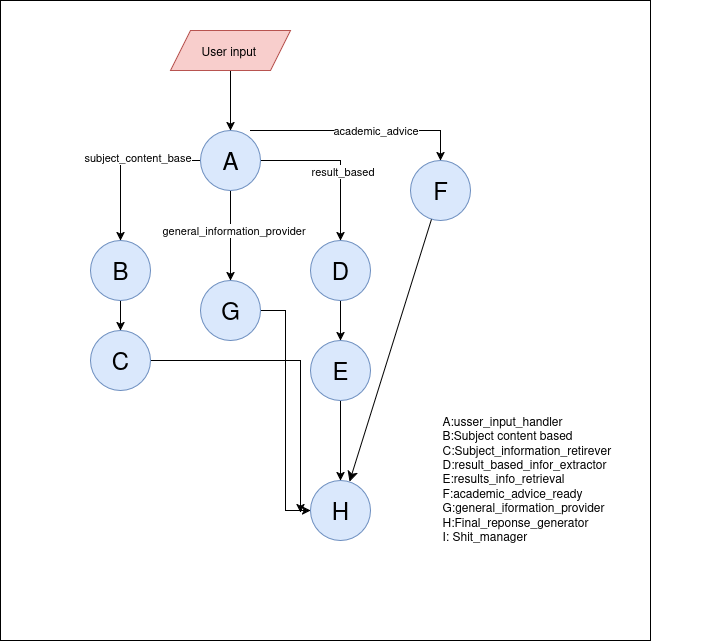 User input
academic_advice
subject_content_base
A
result_based
F
general_information_provider
B
D
G
C
E
H
A:usser_input_handler
B:Subject content based
C:Subject_information_retirever
D:result_based_infor_extractor
E:results_info_retrieval
F:academic_advice_ready
G:general_iformation_provider
H:Final_reponse_generator
I: Shit_manager